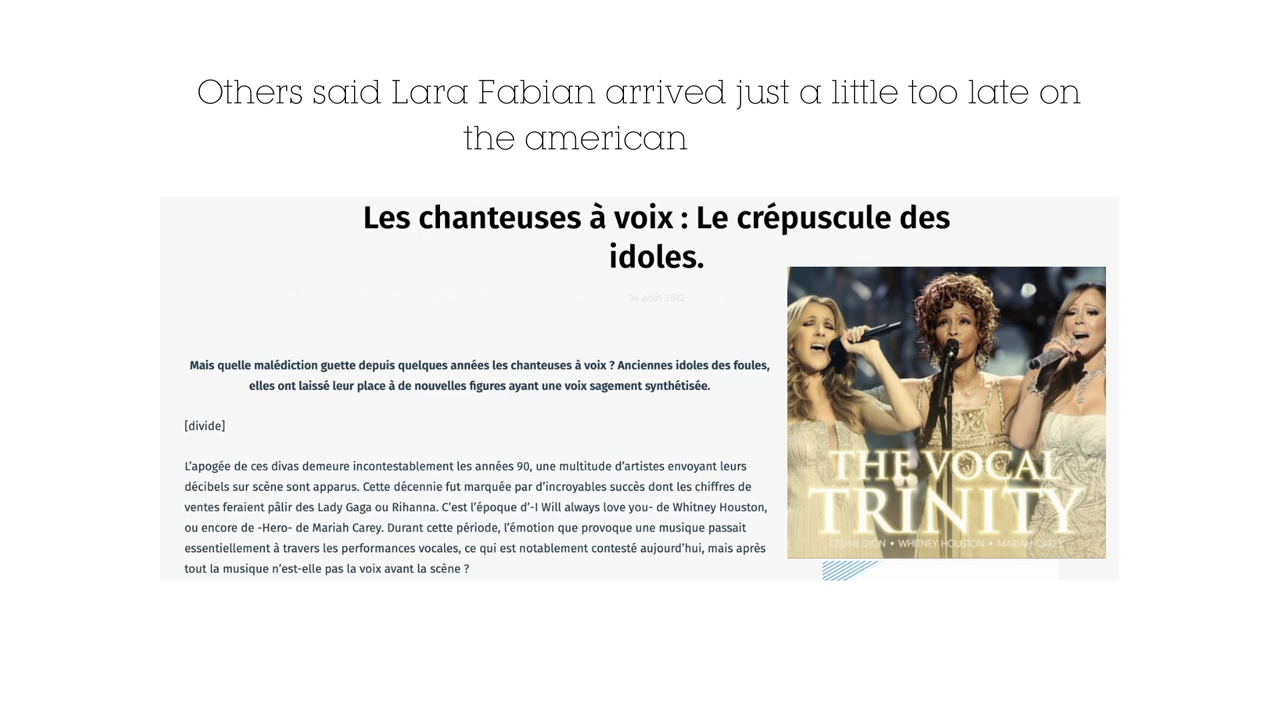 Others said Lara Fabian arrived just a little too late on
the american
Les chanteuses à voix : Le crépuscule des
idoles.
14 août 2012
Mais quelle malédiction guette depuis quelques années les chanteuses à voix ? Anciennes idoles des foules,
elles ont laissé leur place à de nouvelles figures ayant une voix sagement synthétisée.
[divide]
L'apogée de ces divas demeure incontestablement les années 90, une multitude d'artistes envoyant leurs
décibels sur scène sont apparus. Cette décennie fut marquée par d'incroyables succès dont les chiffres de
ventes feraient pâlir des Lady Gaga ou Rihanna. C'est l'époque d'-I Will always love you- de Whitney Houston,
ou encore de -Hero- de Mariah Carey. Durant cette période, l'émotion que provoque une musique passait
essentiellement à travers les performances vocales, ce qui est notablement contesté aujourd'hui, mais après
tout la musique n'est-elle pas la voix avant la scène ?
THE VOCAL
TRINITY
CELINE DION • WHITNEY HOUSTON • MARIAH CAREY